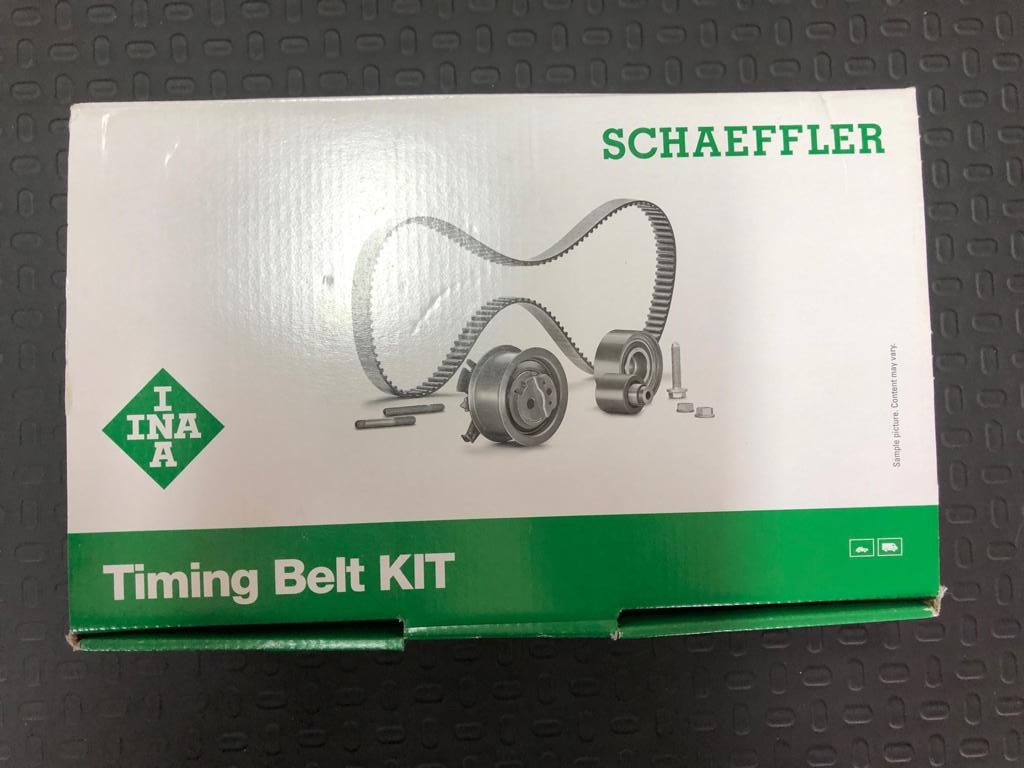 SCHAEFFLER
I
INA
A
Sample picture. Content may vary.
Timing Belt KIT